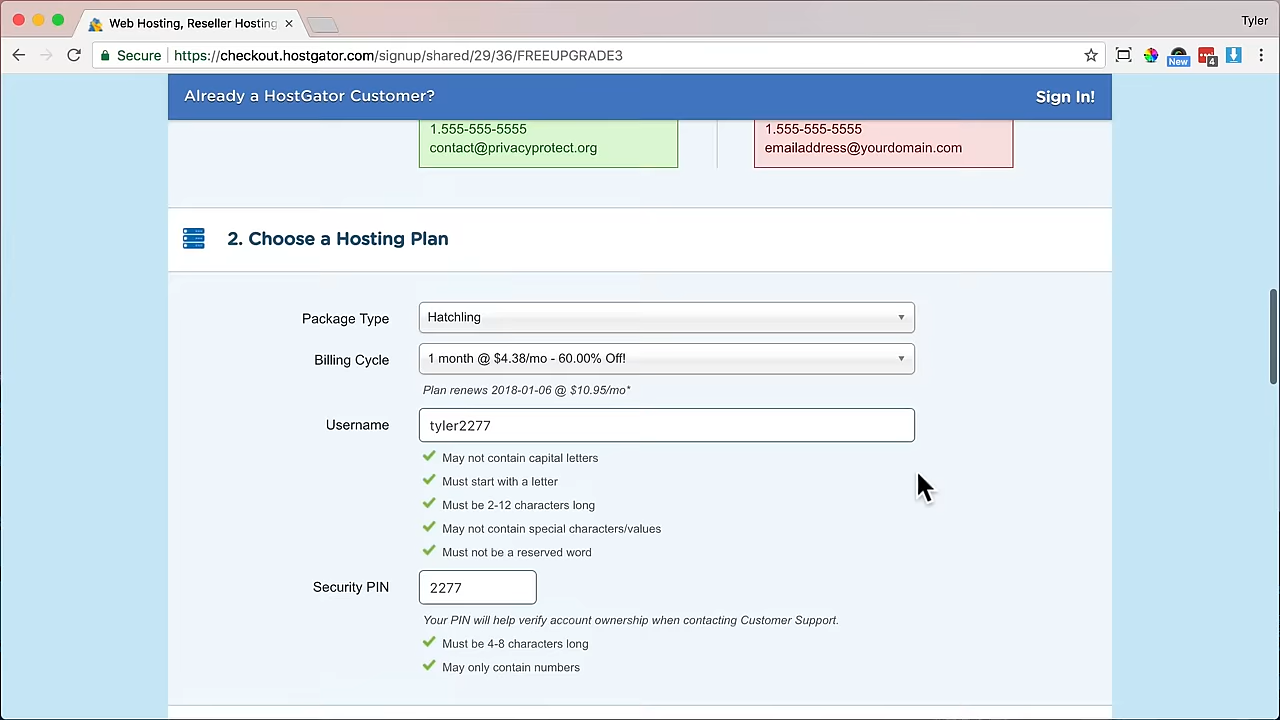 Web Hosting, Reseller Hosting
Tyler
Secure
https://checkout.hostgator.com/signup/shared/29/36/FREEUPGRADE3
New
4
Already a HostGator Customer?
Sign In!
1.555-555-5555
contact@privacyprotect.org
1.555-555-5555
emailaddress@yourdomain.com
2. Choose a Hosting Plan
Package Type
Hatchling
Billing Cycle
1 month @ $4.38/mo - 60.00% Off!
Plan renews 2018-01-06 @ $10.95/mo*
Username
tyler2277
May not contain capital letters
Must start with a letter
Must be 2-12 characters long
May not contain special characters/values
Must not be a reserved word
Security PIN
2277
Your PIN will help verify account ownership when contacting Customer Support.
Must be 4-8 characters long
May only contain numbers